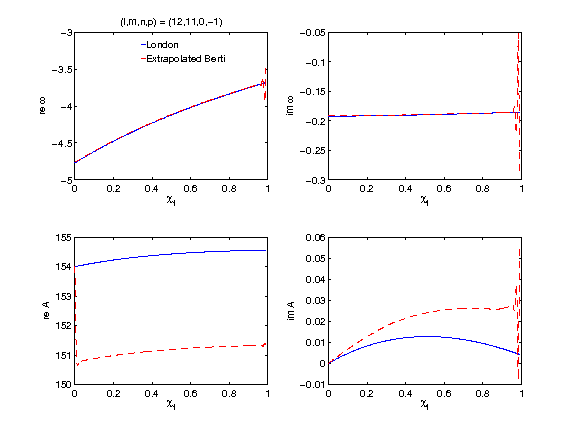 (l,m,n,p) = (12,11,0,−1)
−3
−3.5
−4
−4.5
−5
re ω
London
Extrapolated Berti
0 0.2 0.4 0.6 0.8 1
χf
−0.05
−0.1
−0.15
−0.2
−0.25
−0.3
im ω
0 0.2 0.4 0.6 0.8 1
χf
155
154
153
152
151
150
re A
0 0.2 0.4 0.6 0.8 1
χf
0.06
0.05
0.04
0.03
0.02
0.01
0
−0.01
im A
0 0.2 0.4 0.6 0.8 1
χf